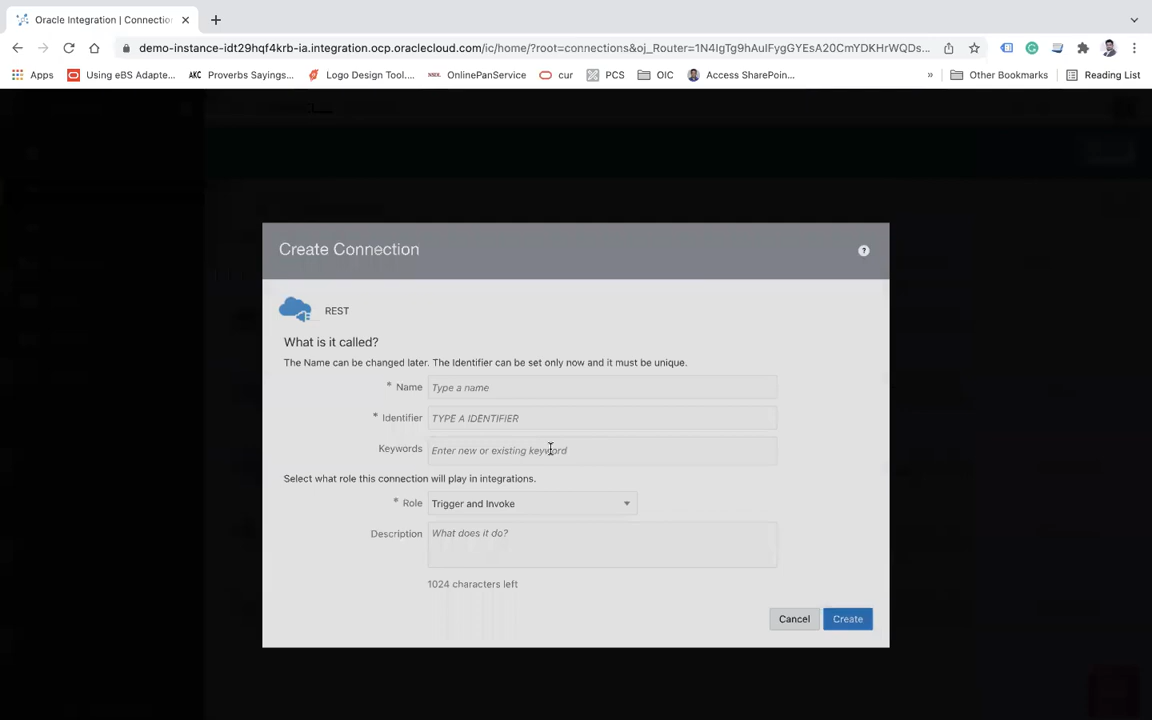 Oracle Integration | Connection
demo-instance-idt29hqf4krb-ia.integration.ocp.oraclecloud.com/ic/home/?root=connections&oj_Router=1N4IgTg9hAuIFygGYEsA20CmYDKHrWQDs...
Apps
Using eBS Adapte...
AKC Proverbs Sayings...
Logo Design Tool....
OnlinePanService
cur
PCS
OIC
Access SharePoin...
»
Other Bookmarks
Reading List
Create Connection
?
REST
What is it called?
The Name can be changed later. The Identifier can be set only now and it must be unique.
* Name Type a name
* Identifier TYPE A IDENTIFIER
Keywords Enter new or existing keyword
Select what role this connection will play in integrations.
* Role Trigger and Invoke
Description What does it do?
1024 characters left
Cancel Create